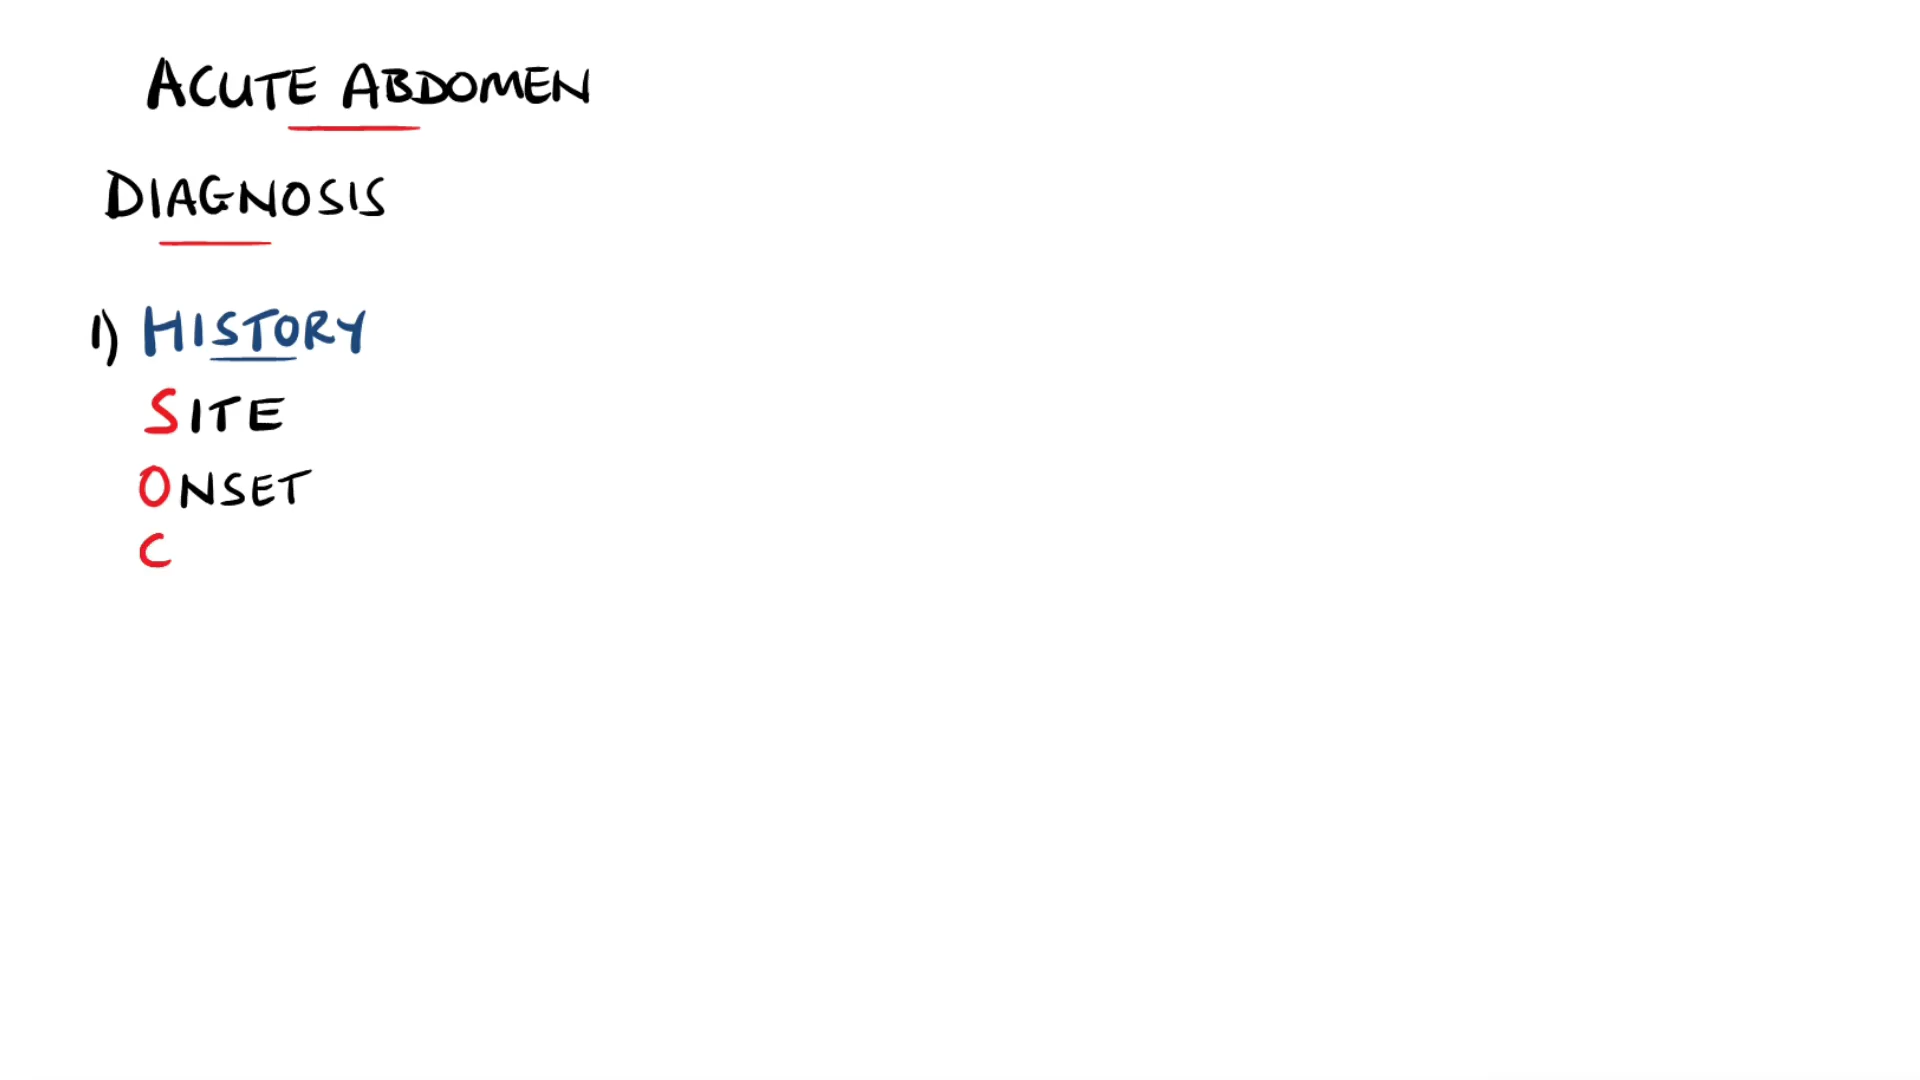 ACUTE ABDOMEN
DIAGNOSIS
1) HISTORY
SITE
ONSET
C